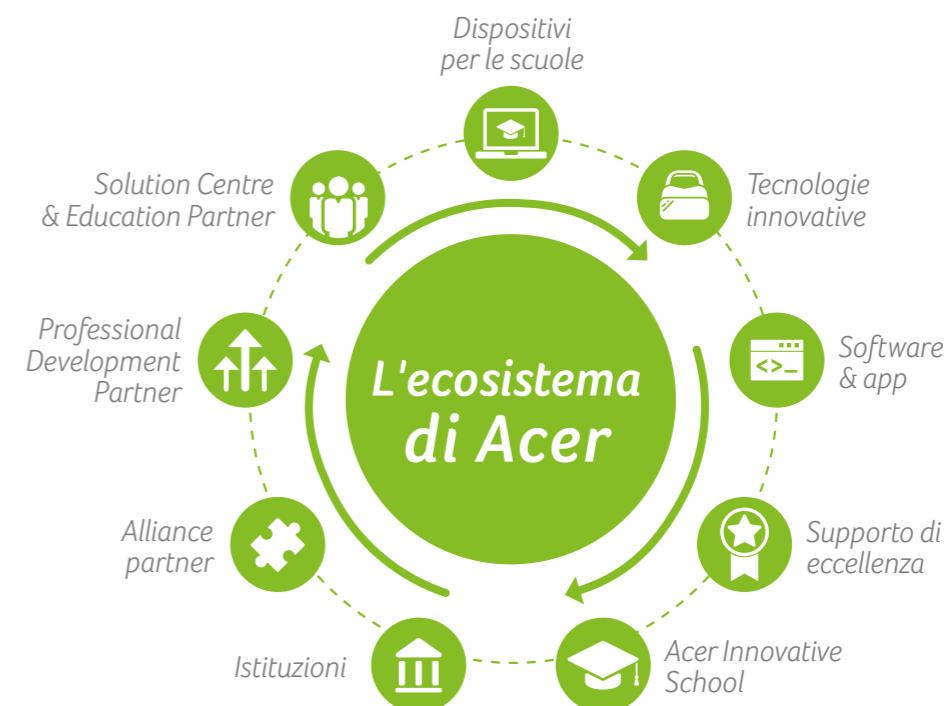 Dispositivi
per le scuole
Tecnologie
innovative
Software
& app
Supporto di
eccellenza
Acer Innovative
School
Istituzioni
Alliance
partner
Professional
Development
Partner
Solution Centre
& Education Partner
L'ecosistema
di Acer